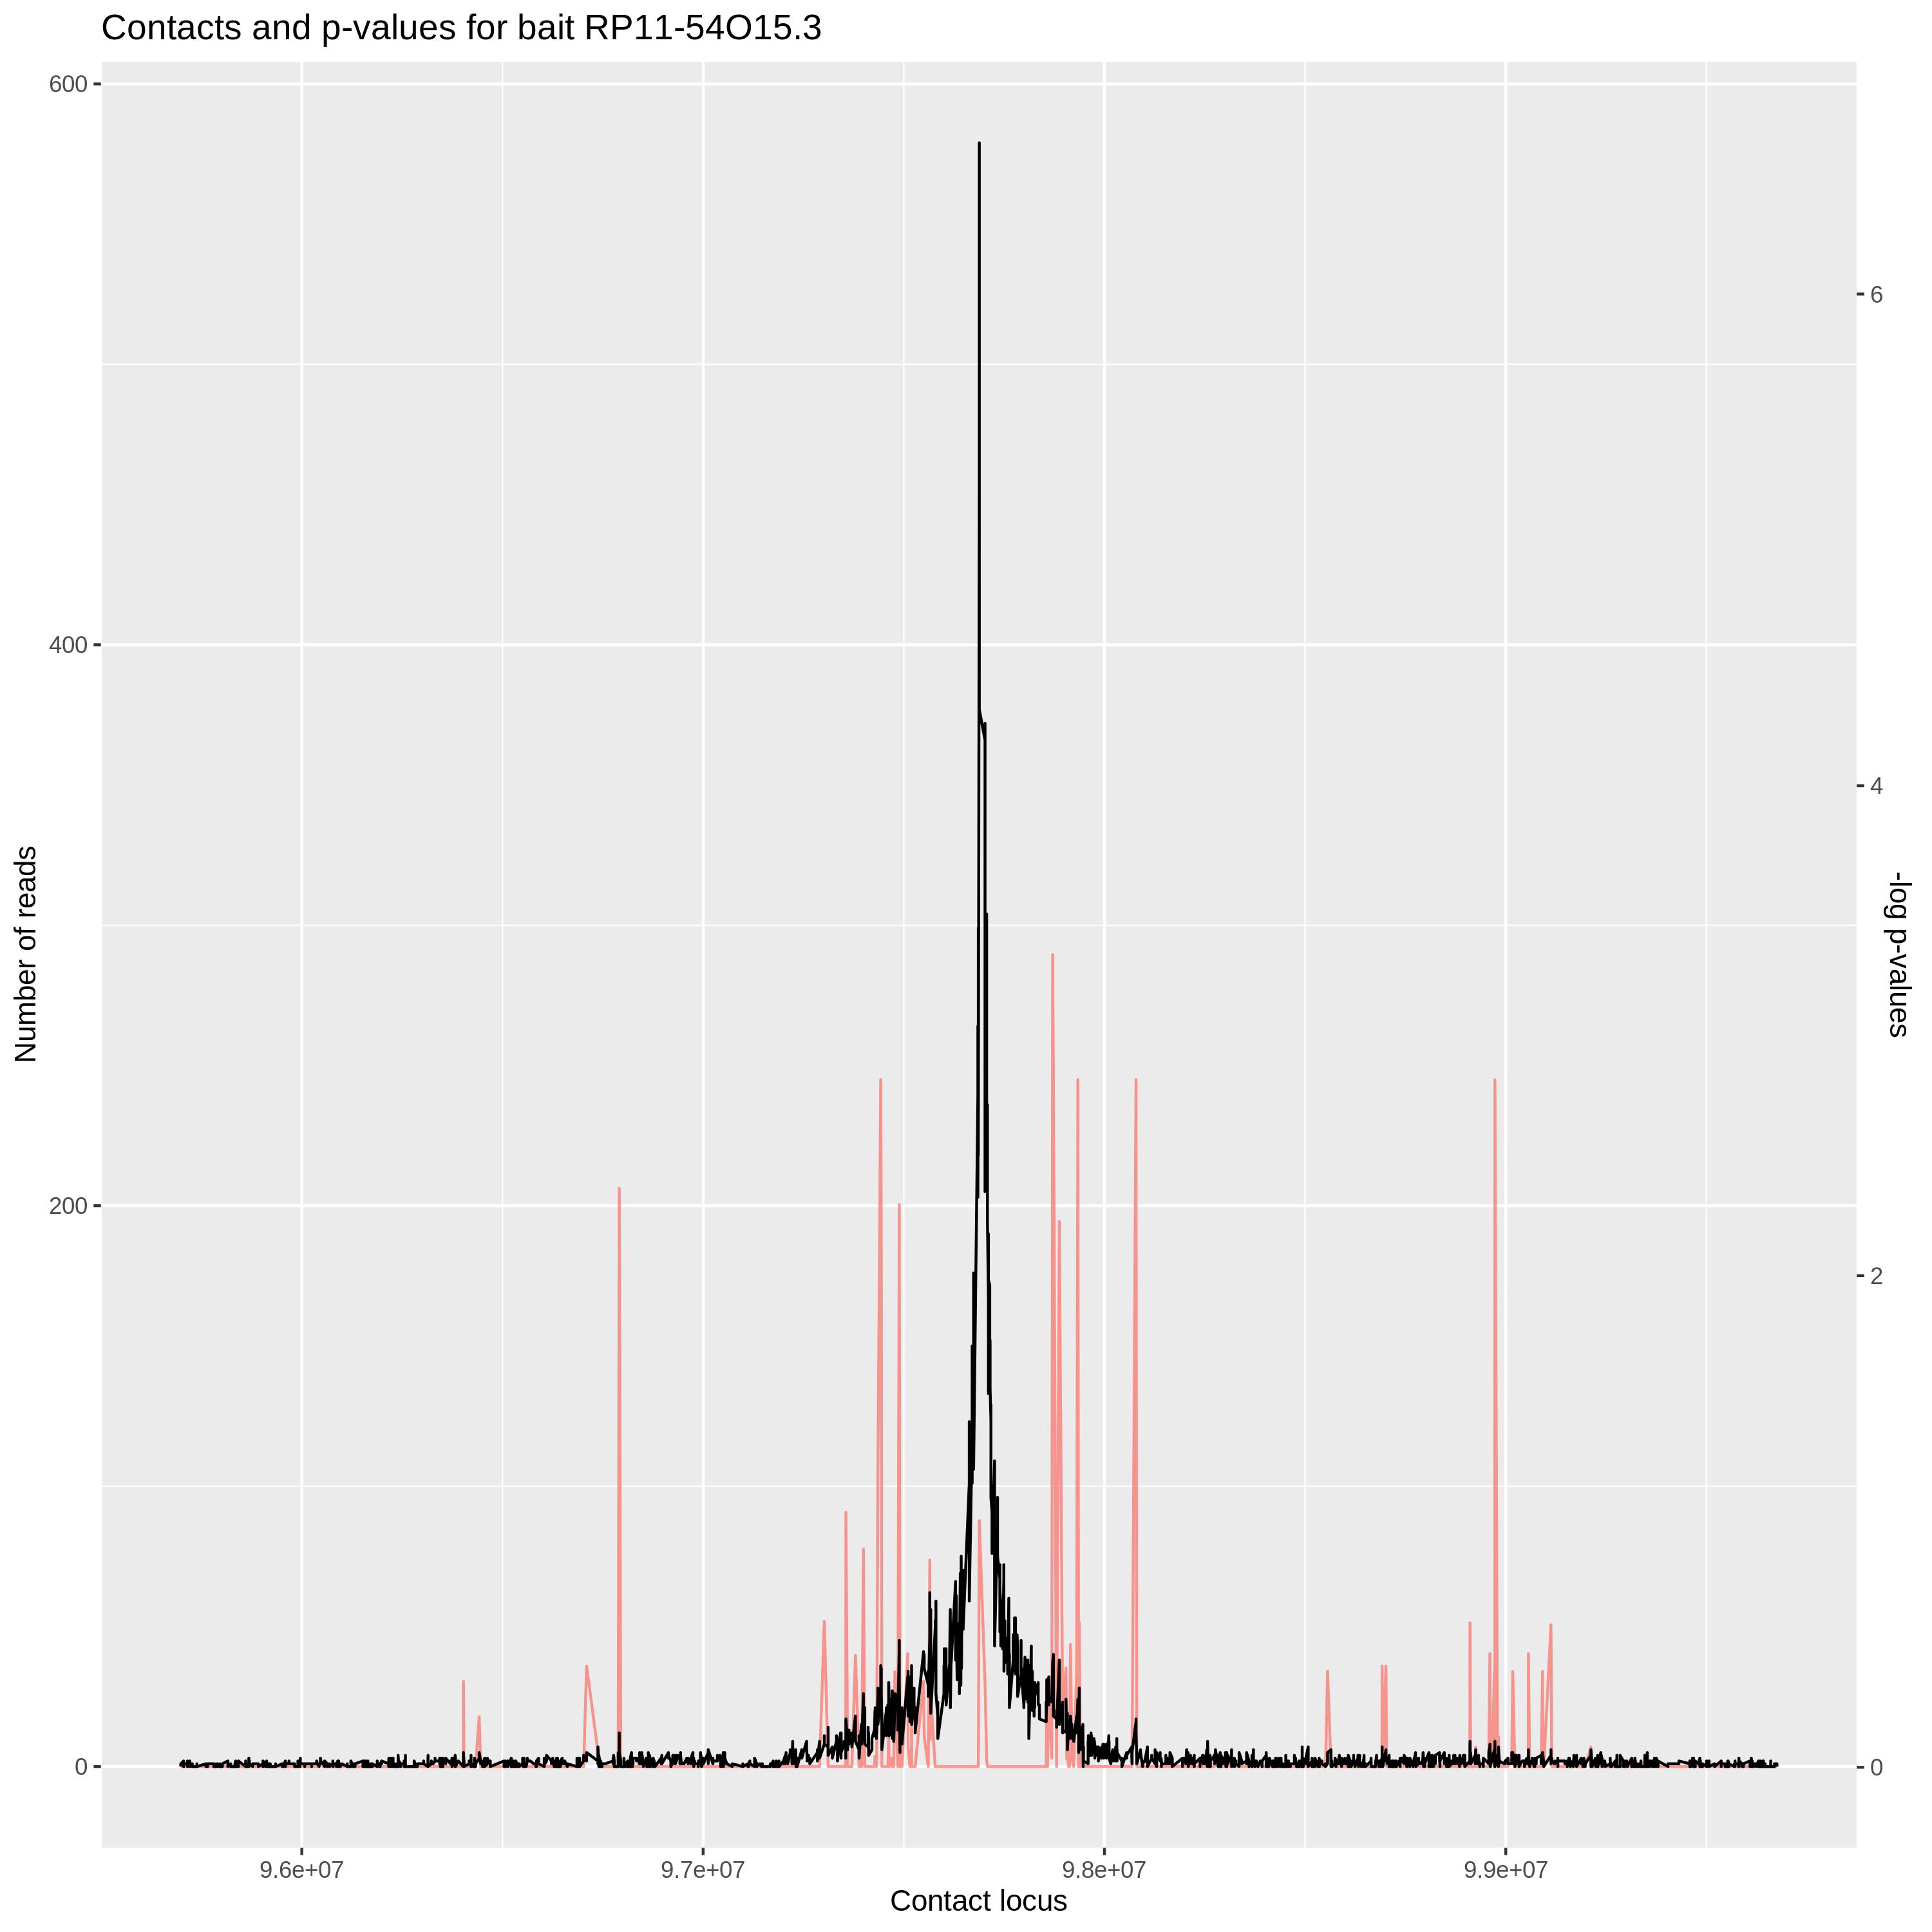 Contacts and p-values for bait RP11-54O15.3
600
400
200
0
Number of reads
6
4
2
0
-log p-values
9.6e+07
9.7e+07
9.8e+07
9.9e+07
Contact locus